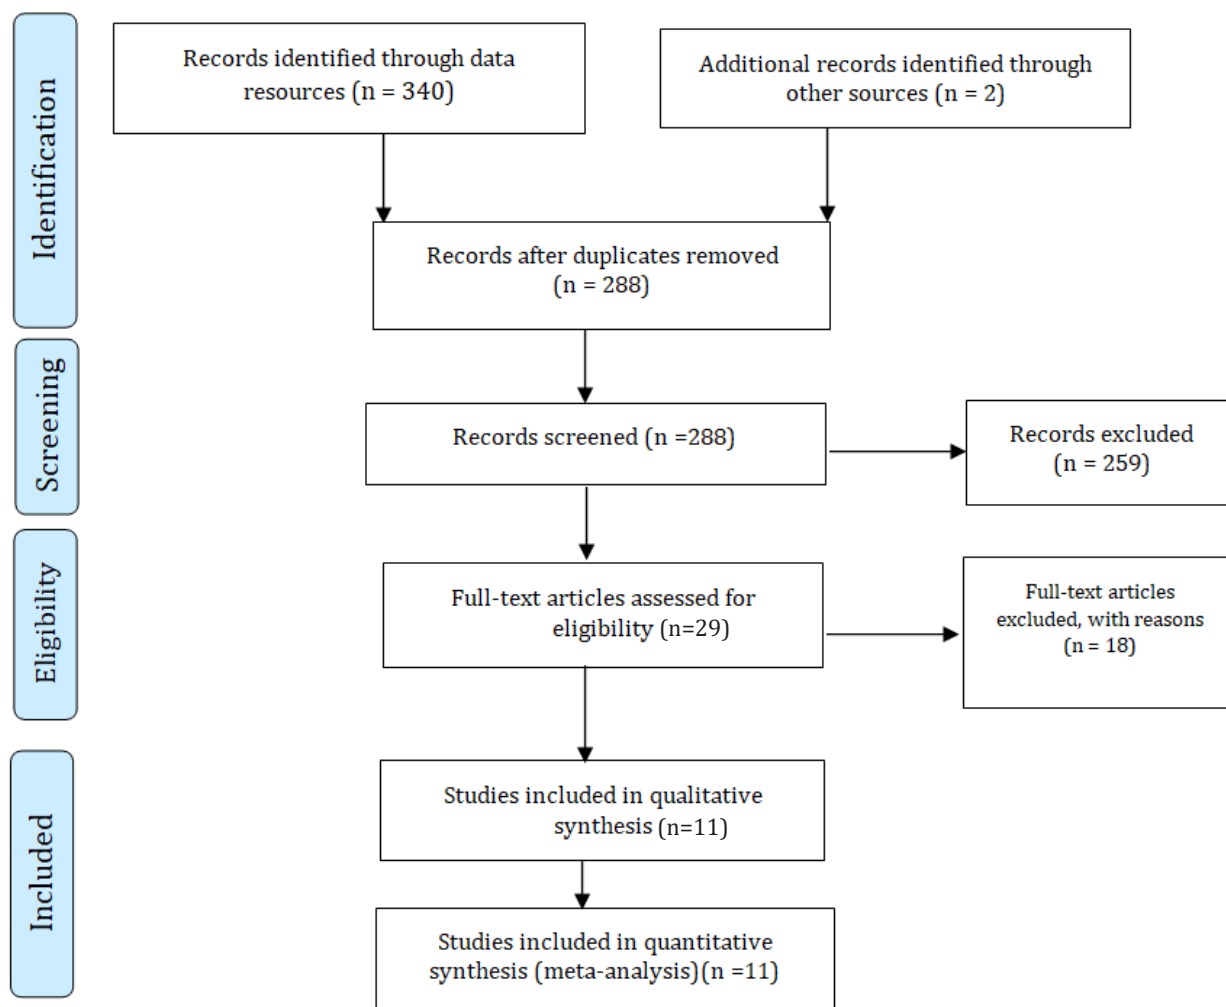 Identification
Records identified through data
resources (n = 340)
Additional records identified through
other sources (n = 2)
Records after duplicates removed
(n = 288)
Screening
Records screened (n =288)
Records excluded
(n = 259)
Eligibility
Full-text articles assessed for
eligibility (n=29)
Full-text articles
excluded, with reasons
(n = 18)
Included
Studies included in qualitative
synthesis (n=11)
Studies included in quantitative
synthesis (meta-analysis)(n =11)